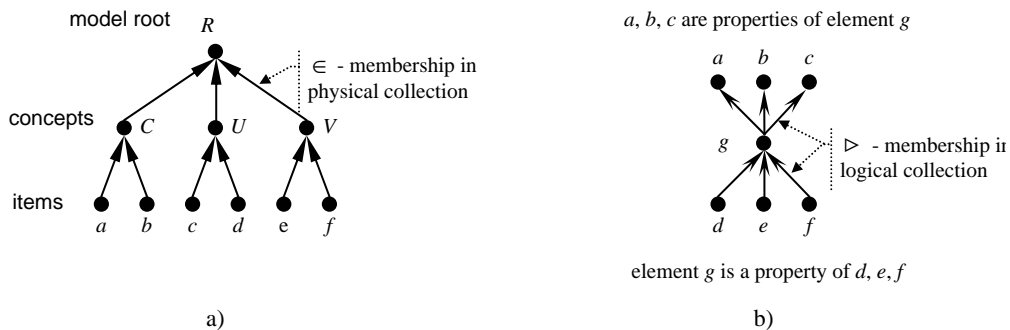 model root
R
∈ - membership in
physical collection
concepts
C U V
items
a b c d e f
a)
a, b, c are properties of element g
a b c
g
▷ - membership in
logical collection
d e f
element g is a property of d, e, f
b)